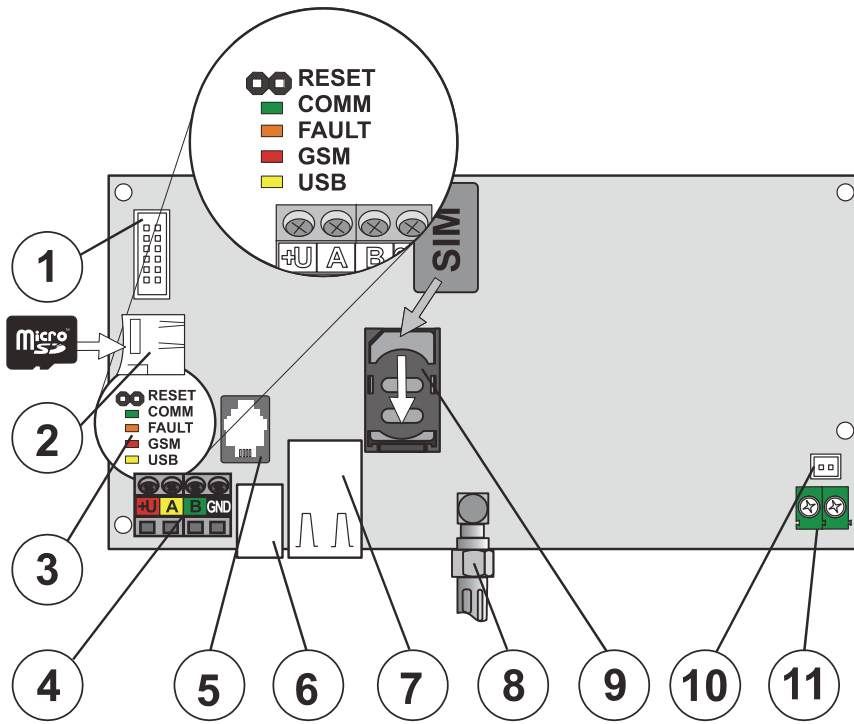 RESET
COMM
FAULT
GSM
USB
+U A B
SIM
1
micro
SD
RESET
COMM
FAULT
GSM
USB
2
+U A B GND
3
4
5
6
7
8
9
10
11